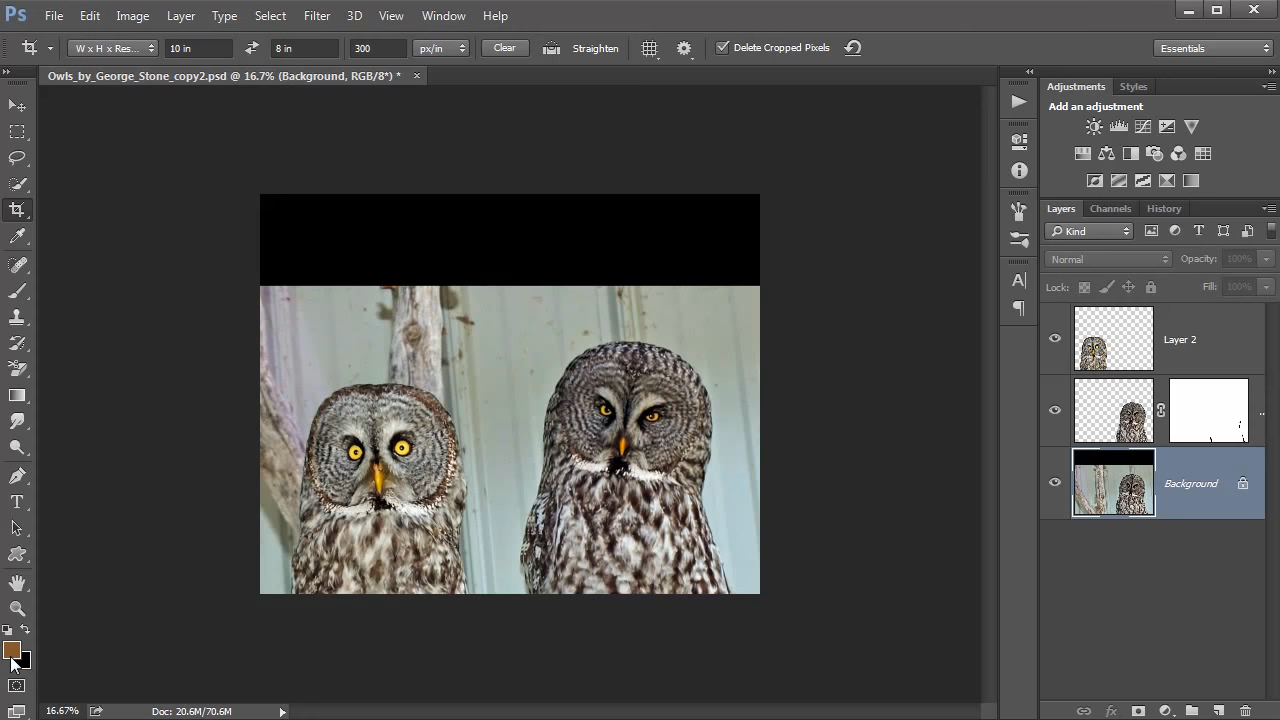 Ps File Edit Image Layer Type Select Filter 3D View Window Help
W x H x Res... 10 in 8 in 300 px/in Clear Straighten Delete Cropped Pixels Essentials
Owls_by_George_Stone_copy2.psd @ 16.7% (Background, RGB/8*) * ×
Adjustments Styles
Add an adjustment
Layers Channels History
Kind
Normal Opacity: 100%
Lock: Fill: 100%
Layer 2
Background
16.67% Doc: 20.6M/70.6M